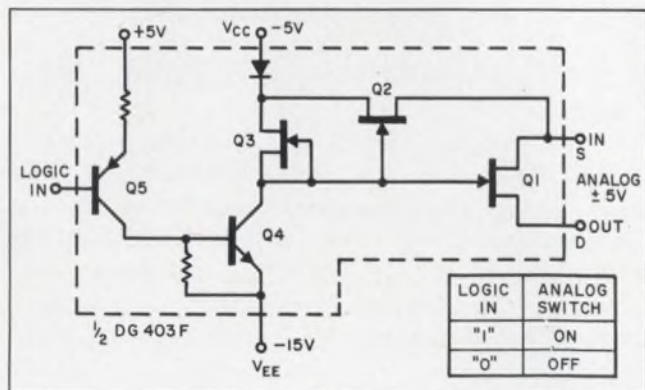 +5V
VCC
-5V
Q2
Q3
LOGIC
IN
Q5
Q4
Q1
IN
S
ANALOG
± 5V
OUT
D
½ DG 403F
-15V
VEE
LOGIC IN
ANALOG SWITCH
"1"
ON
"0"
OFF